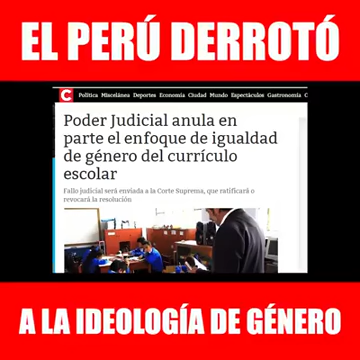 EL PERÚ DERROTÓ
C Política Miscelánea Deportes Economía Ciudad Mundo Espectáculos Gastronomía
Poder Judicial anula en
parte el enfoque de igualdad
de género del currículo
escolar
Fallo judicial será enviada a la Corte Suprema, que ratificará o
revocará la resolución
A LA IDEOLOGÍA DE GÉNERO